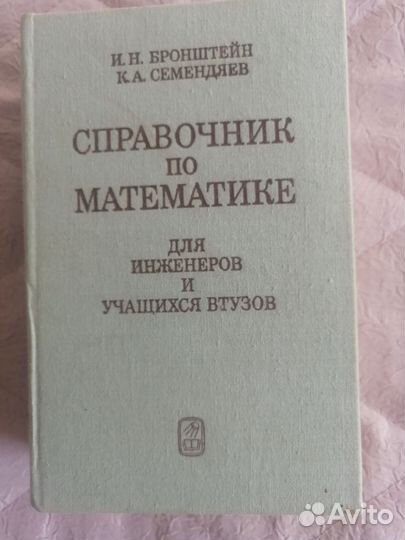 И. Н. БРОНШТЕЙН
К. А. СЕМЕНДЯЕВ
СПРАВОЧНИК
ПО
МАТЕМАТИКЕ
ДЛЯ
ИНЖЕНЕРОВ
И
УЧАЩИХСЯ ВТУЗОВ
Avito